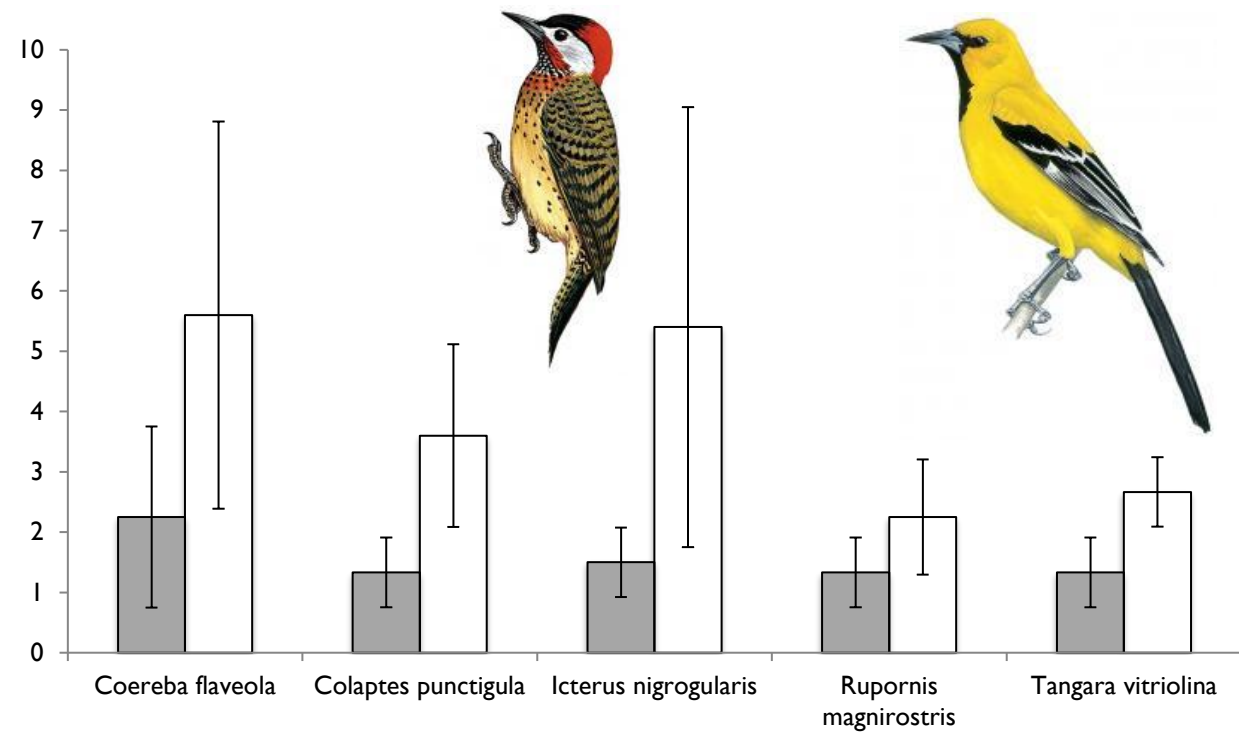 10
9
8
7
6
5
4
3
2
1
0
Coereba flaveola
Colaptes punctigula
Icterus nigrogularis
Rupornis
magnirostris
Tangara vitriolina